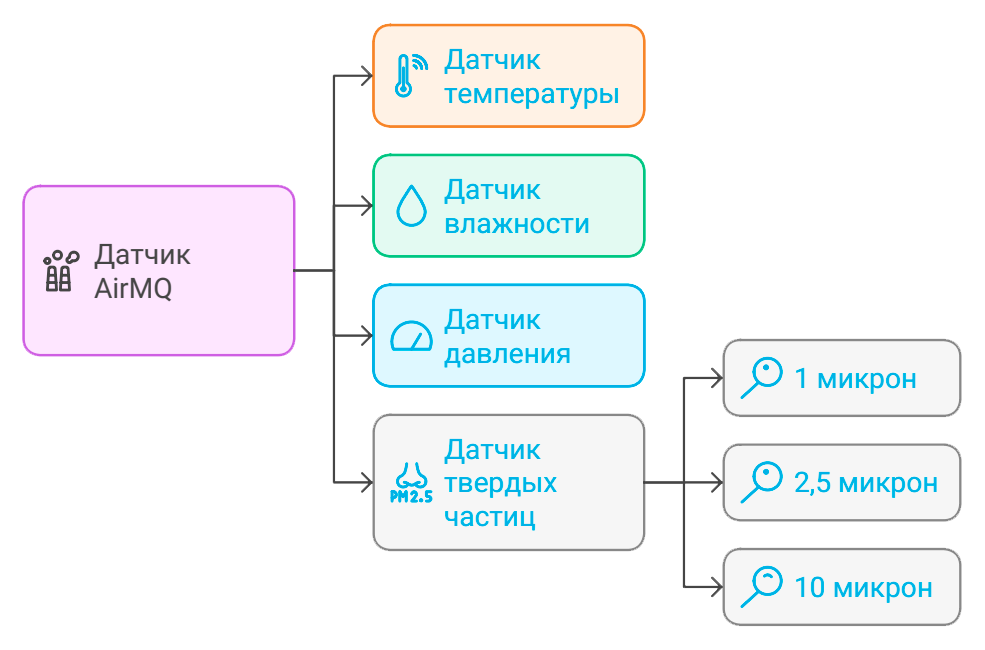 Датчик
температуры
Датчик
влажности
Датчик
AirMQ
Датчик
давления
1 микрон
Датчик
твердых
частиц
PM2.5
2,5 микрон
10 микрон